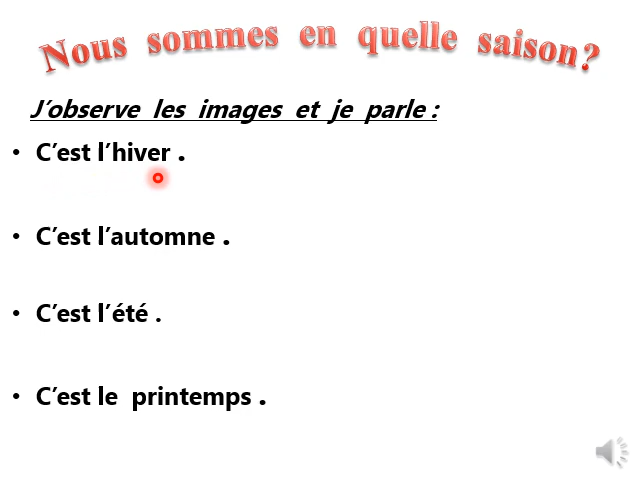 Nous sommes en quelle saison?
J’observe les images et je parle :
• C’est l’hiver .
• C’est l’automne .
• C’est l’été .
• C’est le printemps .